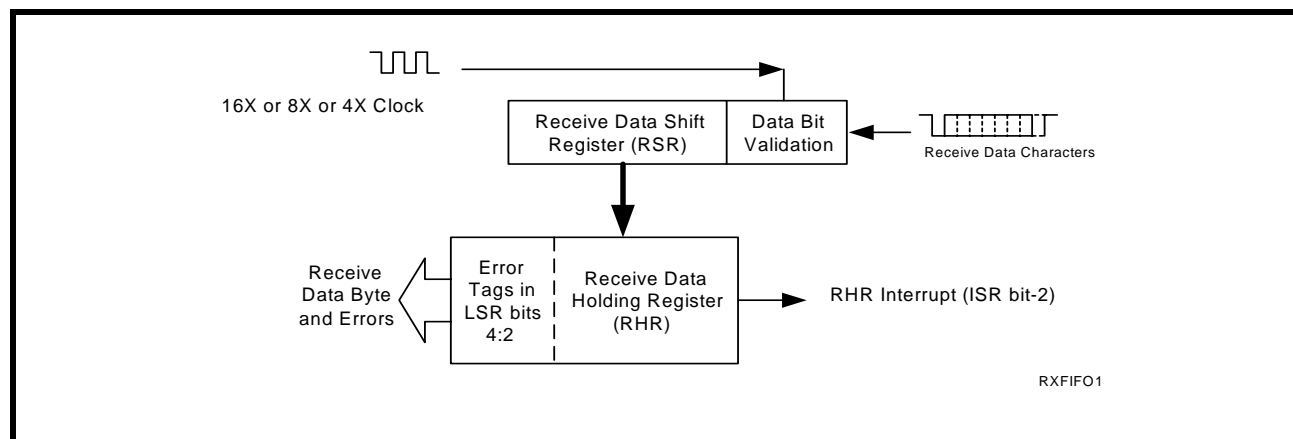 16X or 8X or 4X Clock
Receive Data Shift
Register (RSR)
Data Bit
Validation
Receive Data Characters
Receive
Data Byte
and Errors
Error
Tags in
LSR bits
4:2
Receive Data
Holding Register
(RHR)
RHR Interrupt (ISR bit-2)
RXFIFO1